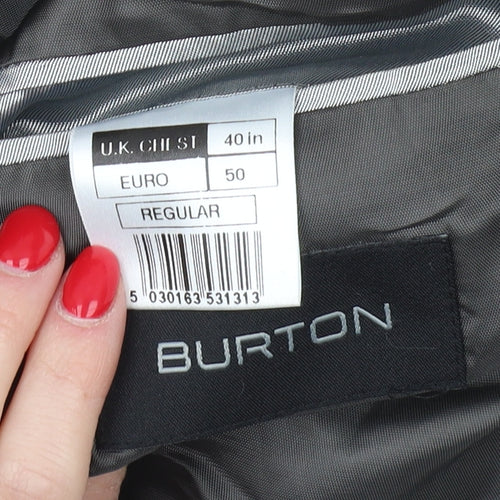 U.K. CHEST 40 in
EURO 50
REGULAR
5 030163 531313
BURTON